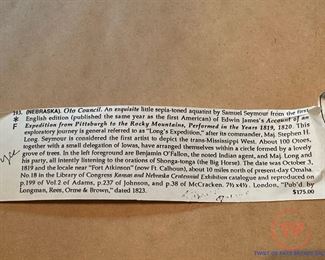 193. (NEBRASKA). Oto Council. An exquisite little sepia-toned aquatint by Samuel Seymour from the first
* English edition (published the same year as the first American) of Edwin James's Account of an
F Expedition from Pittsburgh to the Rocky Mountains, Performed in the Years 1819, 1820. This
exploratory journey is general referred to as "Long's Expedition," after its commander, Maj. Stephen H.
Long. Seymour is considered the first artist to depict the trans-Mississippi West. About 100 Otoes,
together with a small delegation of Iowas, have arranged themselves within a circle formed by a lovely
grove of trees. In the left foreground are Benjamin O'Fallon, the noted Indian agent, and Maj. Long and
his party, all intently listening to the orations of Shonga-tonga (the big Horse). The date was October 3,
1819 and the locale near "Fort Atkinson" (now Ft. Calhoun), about 10 miles north of present-day Omaha.
No.18 in the Library of Congress Kansas and Nebraska Centennial Exhibition catalogue and reproduced on
p.199 of Vol.2 of Adams, p.237 of Johnson, and p.38 of McCracken. 7½ x4½. London, "Pub'd. by
Longman, Rees, Orme & Brown," dated 1823.
$175.00
TP